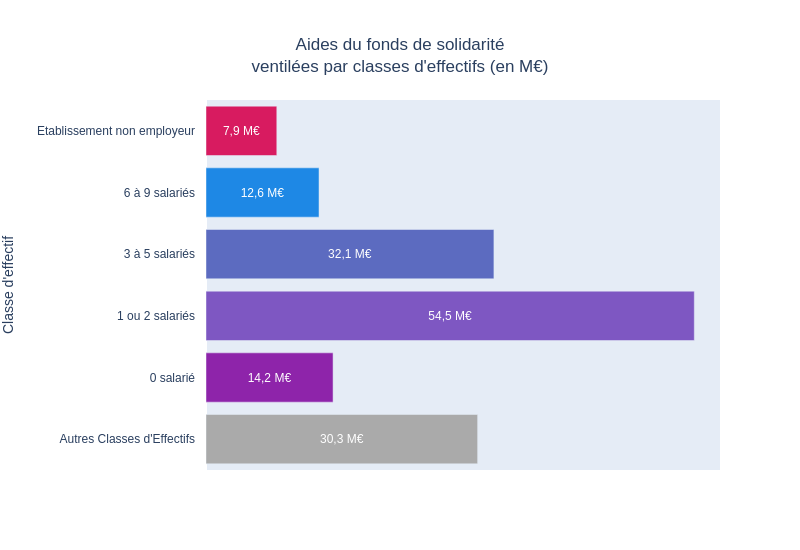 Aides du fonds de solidarité
ventilées par classes d'effectifs (en M€)
Classe d'effectif
Etablissement non employeur
7,9 M€
6 à 9 salariés
12,6 M€
3 à 5 salariés
32,1 M€
1 ou 2 salariés
54,5 M€
0 salarié
14,2 M€
Autres Classes d'Effectifs
30,3 M€